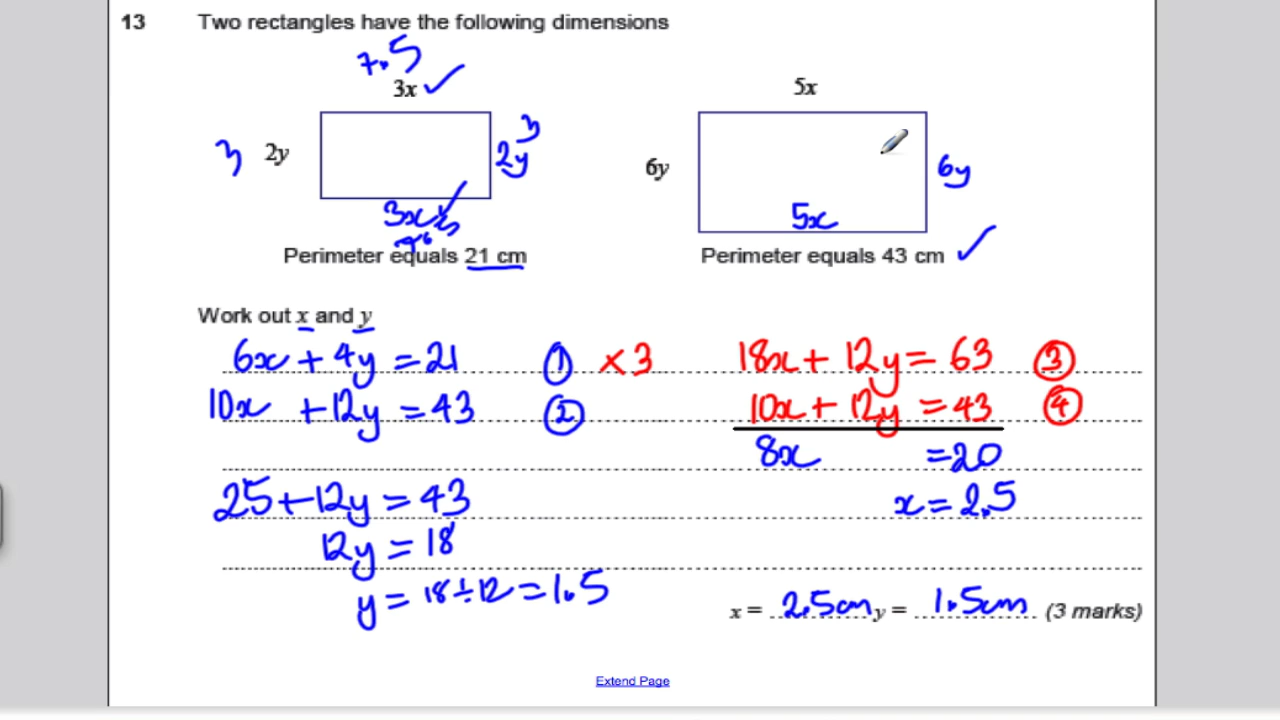 13 Two rectangles have the following dimensions
7.5
3x ✓
5x
3 2y
2y 3
6y
6y
3x ✓
5x
Perimeter equals 21 cm
Perimeter equals 43 cm ✓
Work out x and y
6x + 4y = 21 ① ×3
18x + 12y = 63 ③
10x + 12y = 43 ②
10x + 12y = 43 ④
8x = 20
25 + 12y = 43
x = 2.5
12y = 18
y = 18 ÷ 12 = 1.5
x = 2.5cm y = 1.5cm (3 marks)
Extend Page